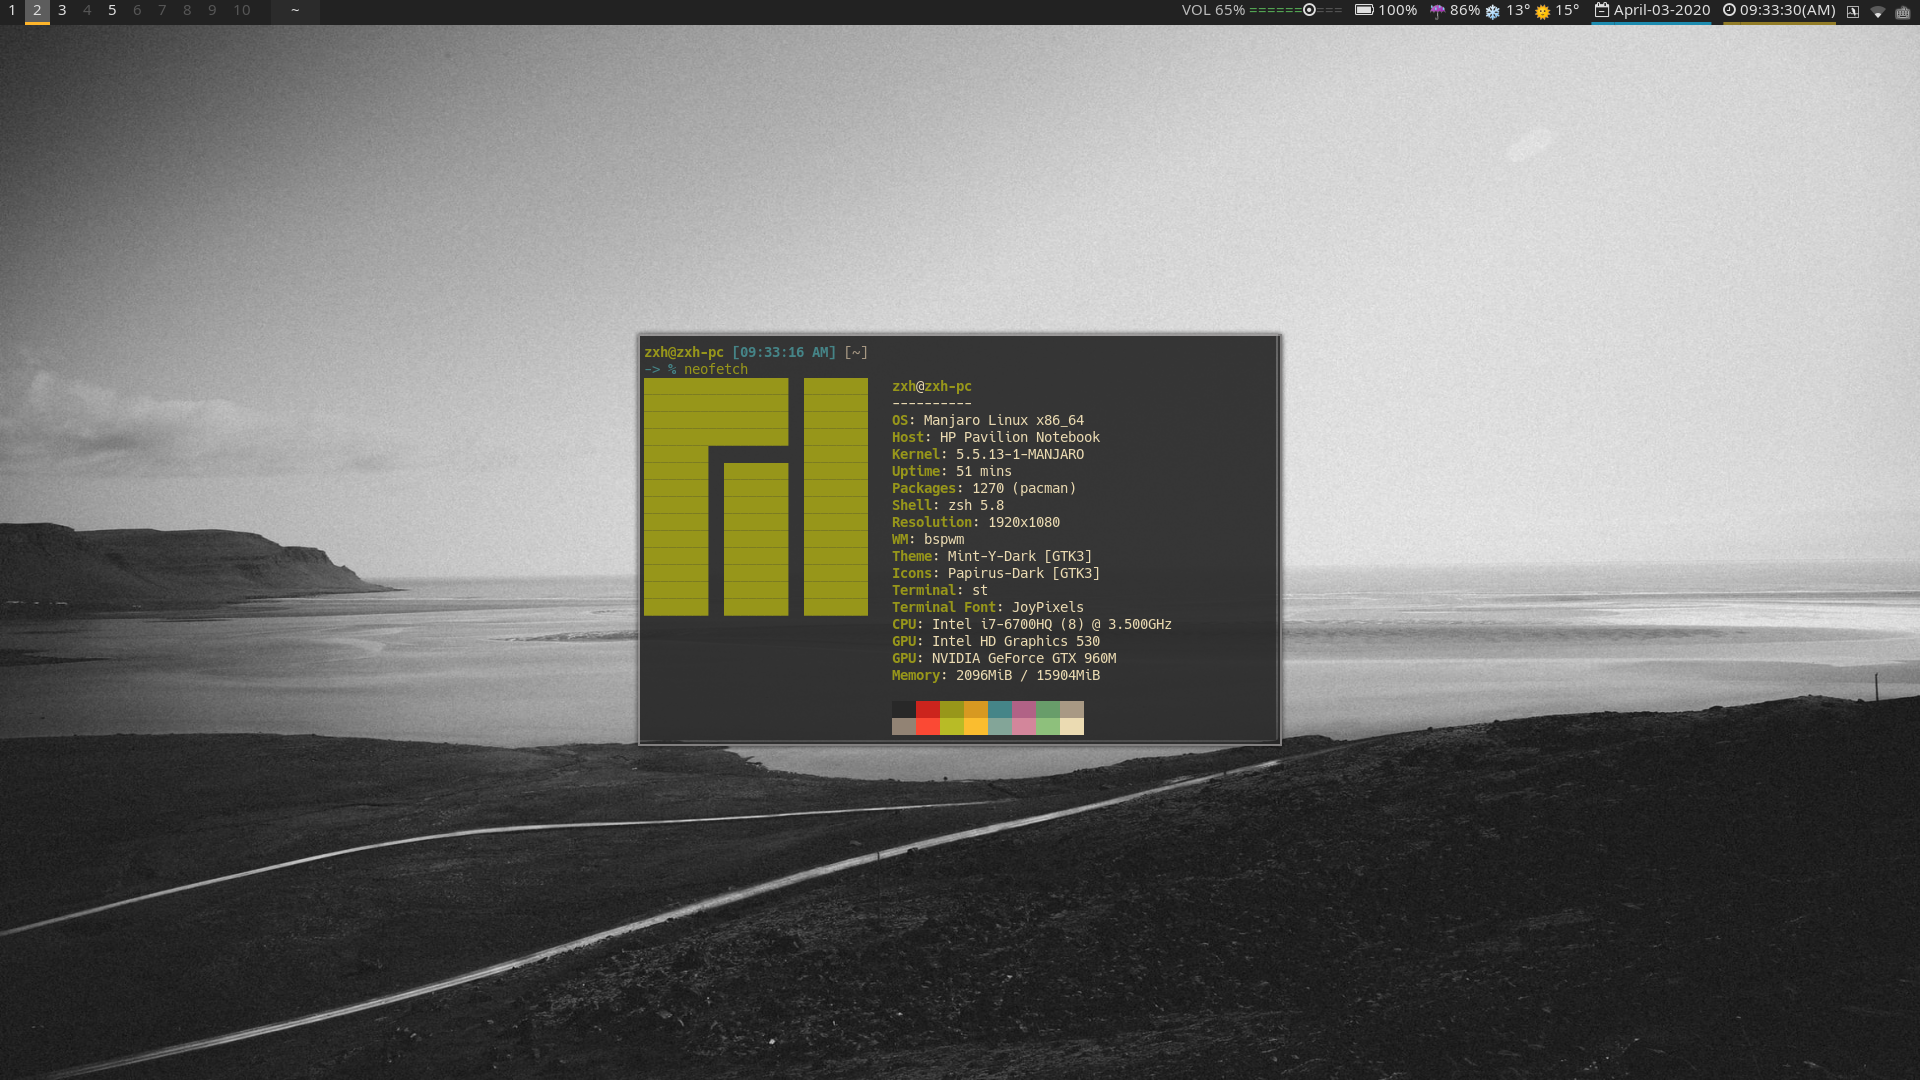 1 2 3 4 5 6 7 8 9 10 ~ VOL 65% ======  === 100% 86% 13° 15° April-03-2020 09:33:30(AM)
zxh@zxh-pc [09:33:16 AM] [~]
-> % neofetch
zxh@zxh-pc
----------
OS: Manjaro Linux x86_64
Host: HP Pavilion Notebook
Kernel: 5.5.13-1-MANJARO
Uptime: 51 mins
Packages: 1270 (pacman)
Shell: zsh 5.8
Resolution: 1920x1080
WM: bspwm
Theme: Mint-Y-Dark [GTK3]
Icons: Papirus-Dark [GTK3]
Terminal: st
Terminal Font: JoyPixels
CPU: Intel i7-6700HQ (8) @ 3.500GHz
GPU: Intel HD Graphics 530
GPU: NVIDIA GeForce GTX 960M
Memory: 2096MiB / 15904MiB